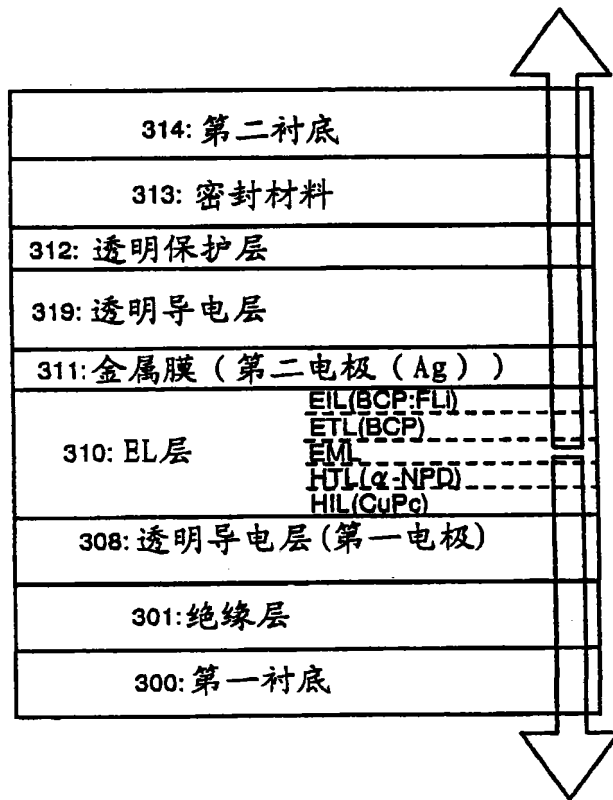 314: 第二衬底
313: 密封材料
312: 透明保护层
319: 透明导电层
311:金属膜（第二电极（Ag））
EIL(BCP:FLI)
ETL(BCP)
310: EL层
EML
HTL(α-NPD)
HIL(CuPc)
308:透明导电层(第一电极)
301:绝缘层
300:第一衬底